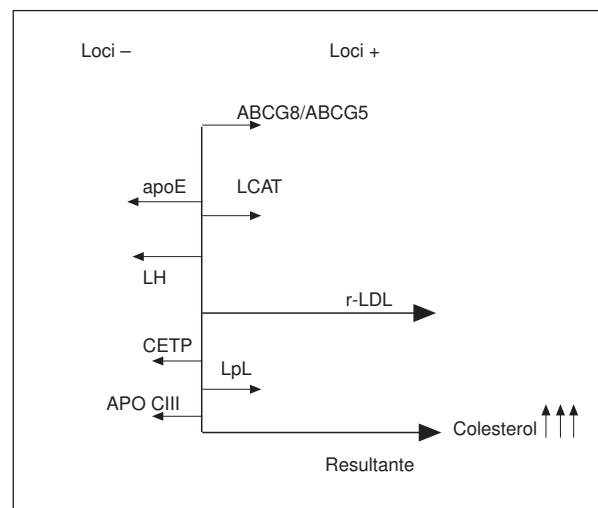 Loci – Loci +
ABCG8/ABCG5
apoE LCAT
LH
r-LDL
CETP
LpL
APO CIII
Colesterol
Resultante